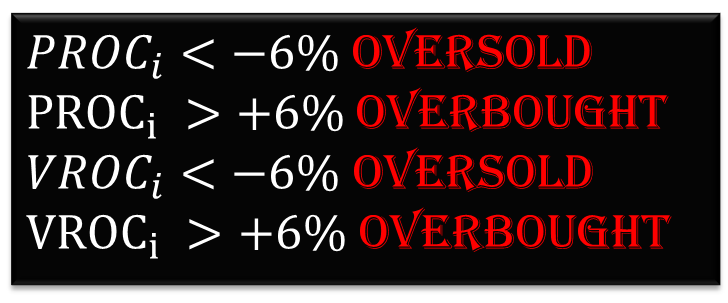 PROCᵢ < −6% OVERSOLD
PROCᵢ > +6% OVERBOUGHT
VROCᵢ < −6% OVERSOLD
VROCᵢ > +6% OVERBOUGHT